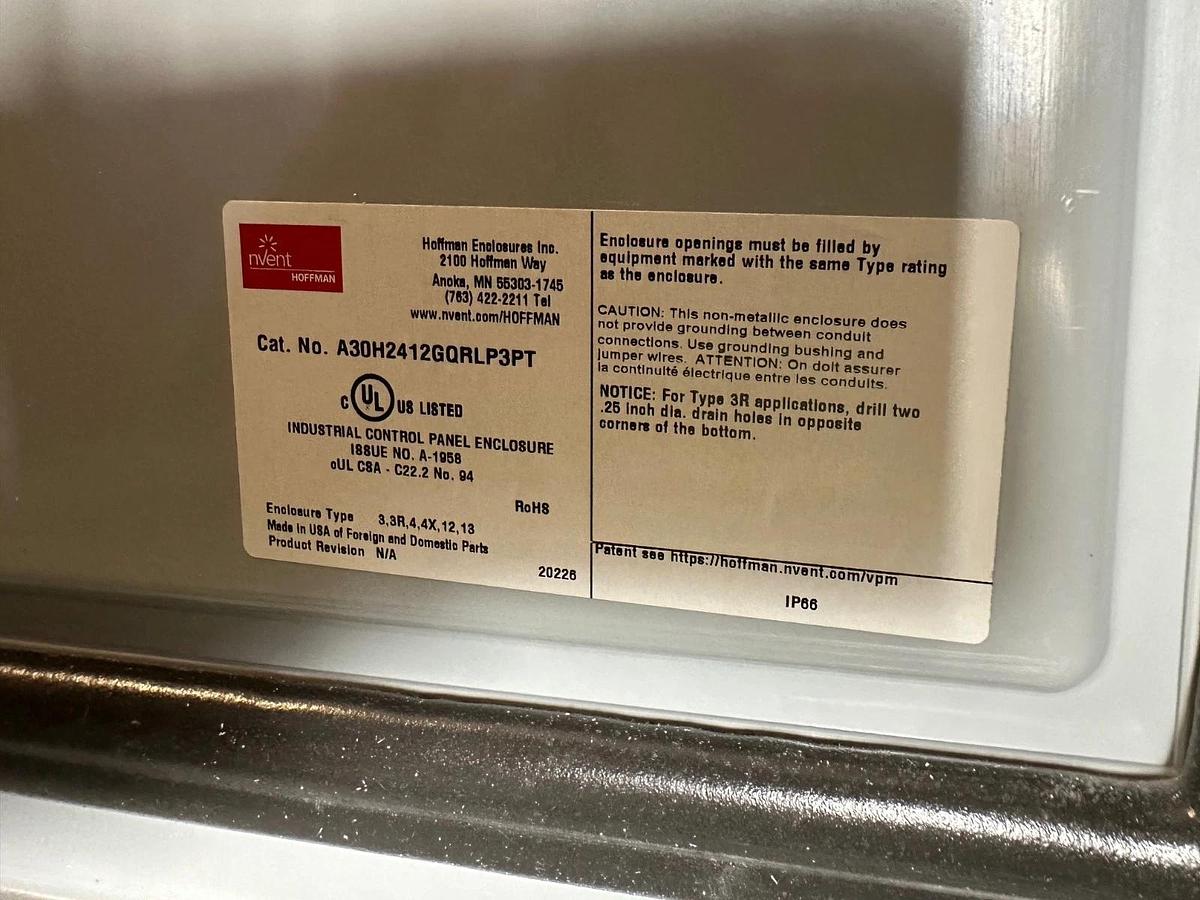 nvent
HOFFMAN
Hoffman Enclosures Inc.
2100 Hoffman Way
Anoka, MN 55303-1745
(763) 422-2211 Tel
www.nvent.com/HOFFMAN
Cat. No. A30H2412GQRLP3PT
C UL US LISTED
INDUSTRIAL CONTROL PANEL ENCLOSURE
ISSUE NO. A-1958
cUL CSA - C22.2 No. 94
RoHS
Enclosure Type 3,3R,4,4X,12,13
Made in USA of Foreign and Domestic Parts
Product Revision N/A
20226
Enclosure openings must be filled by
equipment marked with the same Type rating
as the enclosure.
CAUTION: This non-metallic enclosure does
not provide grounding between conduit
connections. Use grounding bushing and
jumper wires. ATTENTION: On doit assurer
la continuité électrique entre les conduits.
NOTICE: For Type 3R applications, drill two
.25 inch dia. drain holes in opposite
corners of the bottom.
Patent see https://hoffman.nvent.com/vpm
IP66